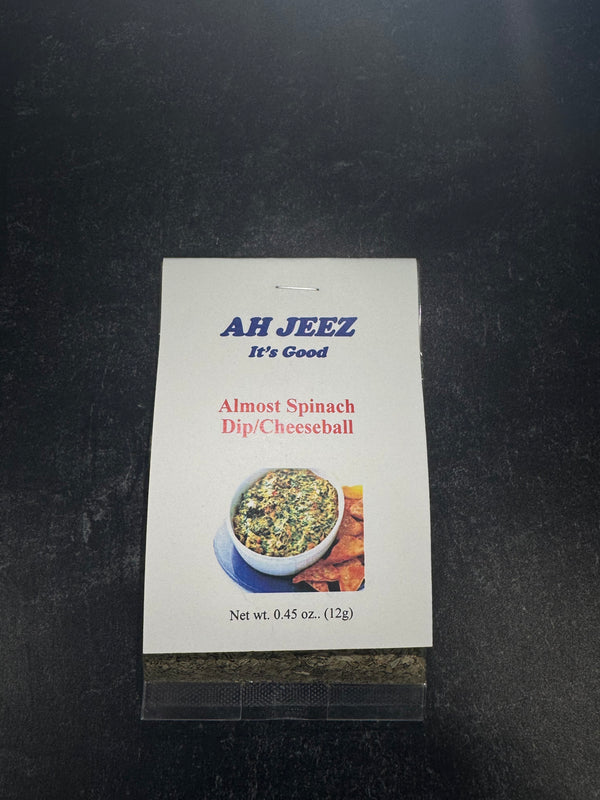 AH JEEZ
It's Good
Almost Spinach
Dip/Cheeseball
Net wt. 0.45 oz.. (12g)